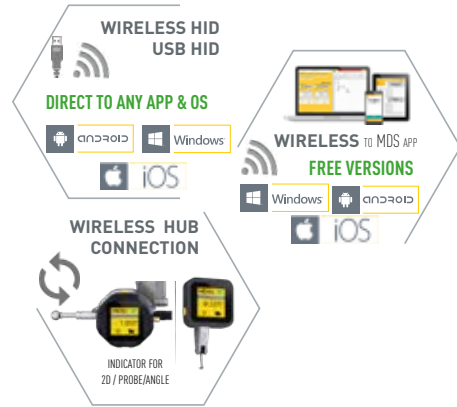 WIRELESS HID
USB HID
DIRECT TO ANY APP & OS
android Windows
iOS
WIRELESS TO MDS APP
FREE VERSIONS
Windows android
iOS
WIRELESS HUB
CONNECTION
INDICATOR FOR
2D / PROBE/ANGLE